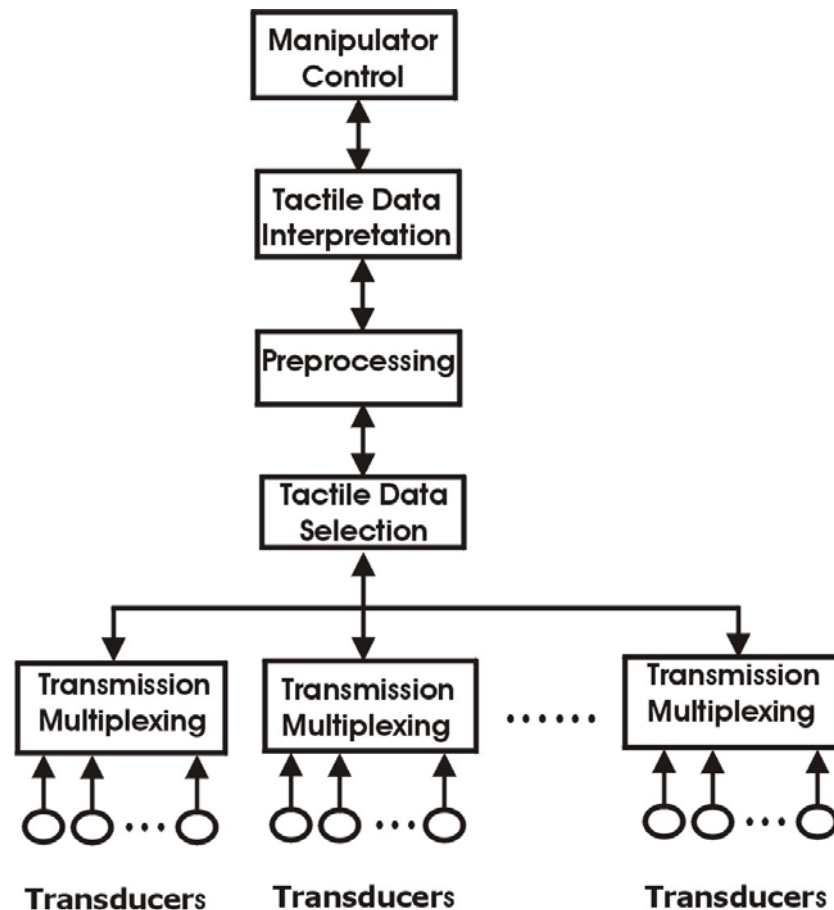 Manipulator
Control
Tactile Data
Interpretation
Preprocessing
Tactile Data
Selection
Transmission
Multiplexing
Transmission
Multiplexing
Transmission
Multiplexing
Transducers
Transducers
Transducers